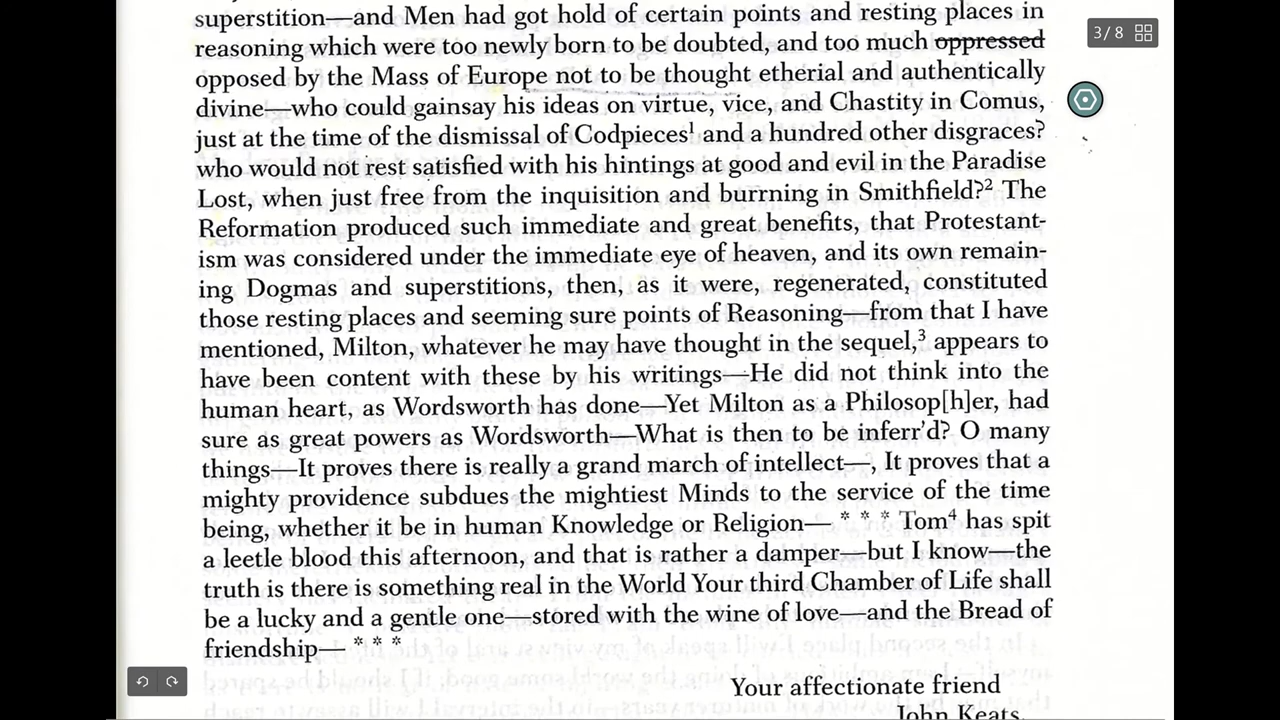 superstition—and Men had got hold of certain points and resting places in
3 / 8
reasoning which were too newly born to be doubted, and too much oppressed
opposed by the Mass of Europe not to be thought etherial and authentically
divine—who could gainsay his ideas on virtue, vice, and Chastity in Comus,
just at the time of the dismissal of Codpieces¹ and a hundred other disgraces?
who would not rest satisfied with his hintings at good and evil in the Paradise
Lost, when just free from the inquisition and burrning in Smithfield?² The
Reformation produced such immediate and great benefits, that Protestant-
ism was considered under the immediate eye of heaven, and its own remain-
ing Dogmas and superstitions, then, as it were, regenerated, constituted
those resting places and seeming sure points of Reasoning—from that I have
mentioned, Milton, whatever he may have thought in the sequel,³ appears to
have been content with these by his writings—He did not think into the
human heart, as Wordsworth has done—Yet Milton as a Philosop[h]er, had
sure as great powers as Wordsworth—What is then to be inferr'd? O many
things—It proves there is really a grand march of intellect—, It proves that a
mighty providence subdues the mightiest Minds to the service of the time
being, whether it be in human Knowledge or Religion— * * * Tom⁴ has spit
a leetle blood this afternoon, and that is rather a damper—but I know—the
truth is there is something real in the World Your third Chamber of Life shall
be a lucky and a gentle one—stored with the wine of love—and the Bread of
friendship— * * *
Your affectionate friend
John Keats.